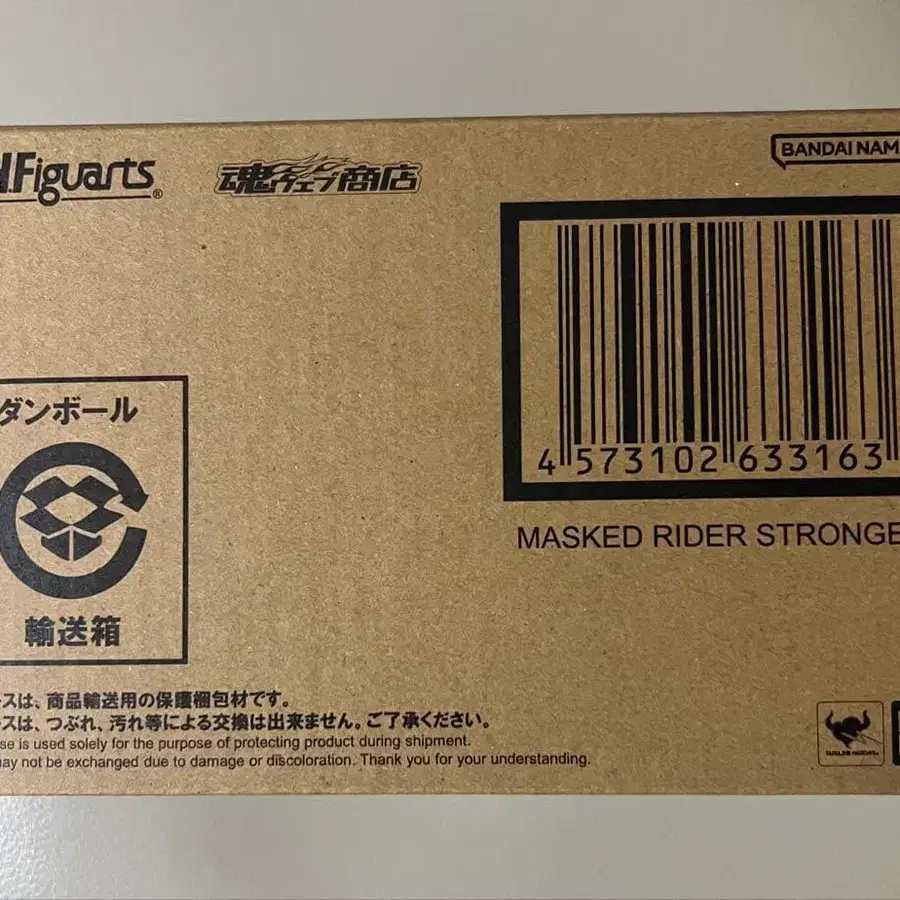 .Figuarts®
魂ウェブ商店
BANDAI NAM
4 573102 633163
MASKED RIDER STRONGE
ダンボール
輸送箱
ースは、商品輸送用の保護梱包材です。
ースは、つぶれ、汚れ等による交換は出来ません。ご了承ください。
se is used solely for the purpose of protecting product during shipment.
may not be exchanged due to damage or discoloration. Thank you for your understanding.